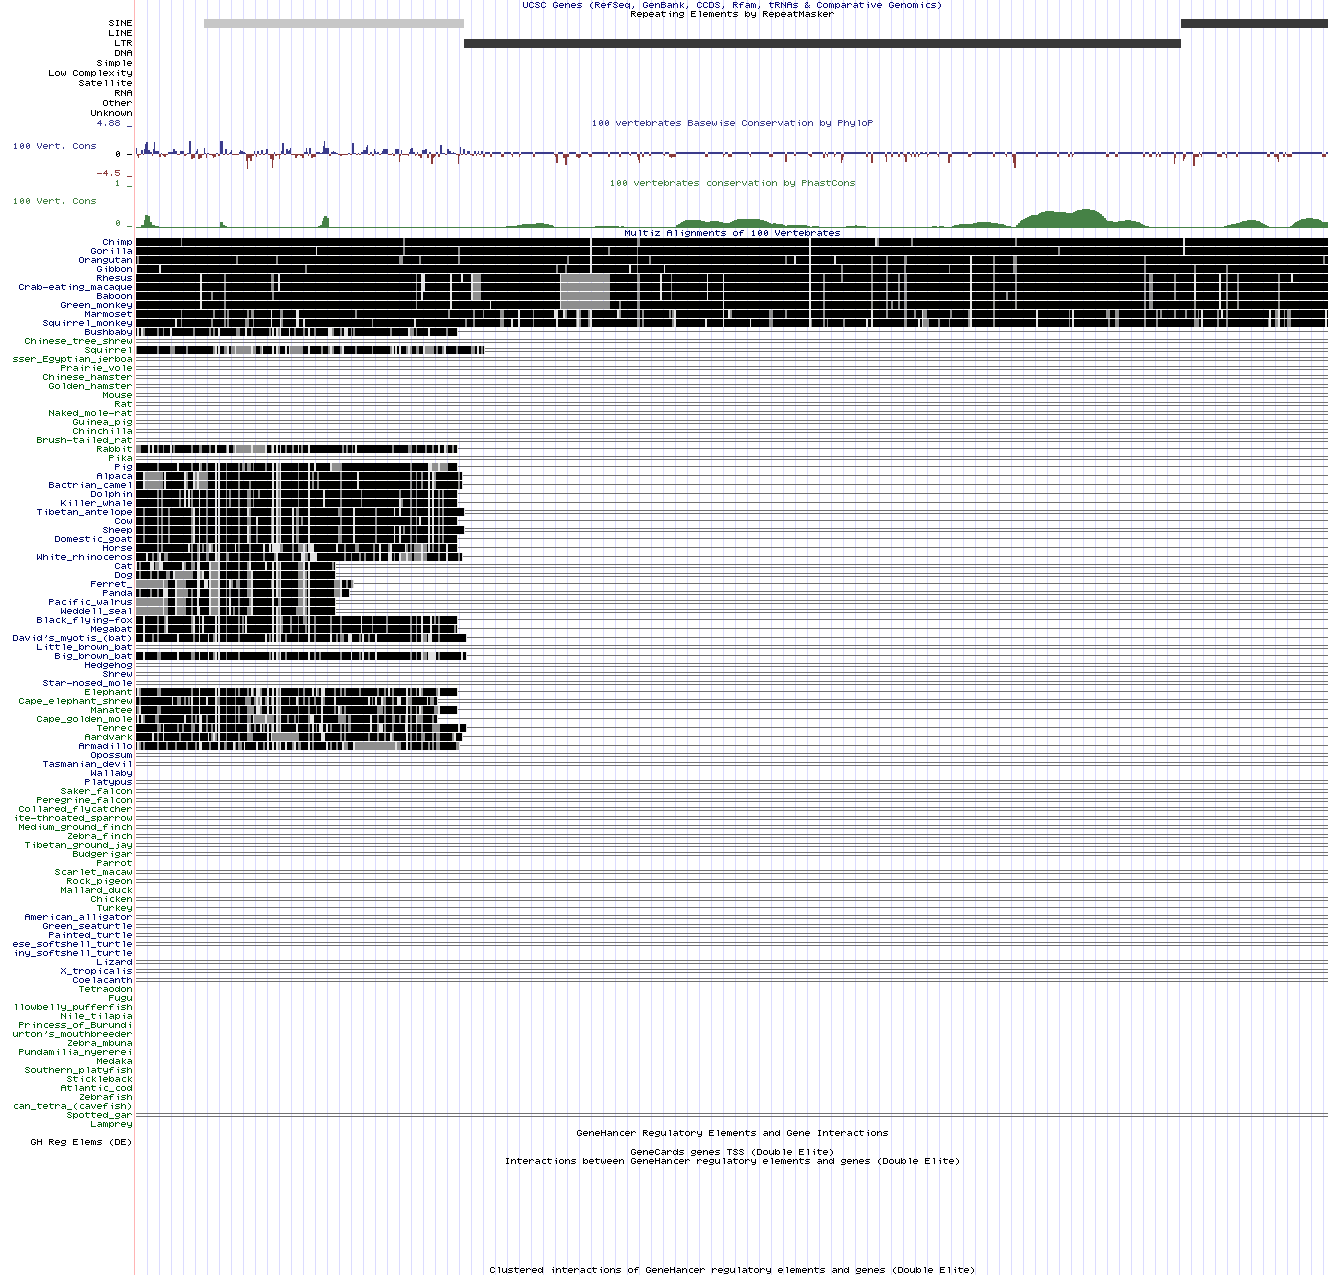 UCSC Genes (RefSeq, GenBank, CCDS, Rfam, tRNAs & Comparative Genomics)
Repeating Elements by RepeatMasker
SINE
LINE
LTR
DNA
Simple
Low Complexity
Satellite
RNA
Other
Unknown
4.88 _
100 vertebrates Basewise Conservation by PhyloP
100 Vert. Cons
0 _
-4.5 _
1 _
100 vertebrates conservation by PhastCons
100 Vert. Cons
0 _
Multiz Alignments of 100 Vertebrates
Chimp
Gorilla
Orangutan
Gibbon
Rhesus
Crab-eating_macaque
Baboon
Green_monkey
Marmoset
Squirrel_monkey
Bushbaby
Chinese_tree_shrew
Squirrel
sser_Egyptian_jerboa
Prairie_vole
Chinese_hamster
Golden_hamster
Mouse
Rat
Naked_mole-rat
Guinea_pig
Chinchilla
Brush-tailed_rat
Rabbit
Pika
Pig
Alpaca
Bactrian_camel
Dolphin
Killer_whale
Tibetan_antelope
Cow
Sheep
Domestic_goat
Horse
White_rhinoceros
Cat
Dog
Ferret_
Panda
Pacific_walrus
Weddell_seal
Black_flying-fox
Megabat
David's_myotis_(bat)
Little_brown_bat
Big_brown_bat
Hedgehog
Shrew
Star-nosed_mole
Elephant
Cape_elephant_shrew
Manatee
Cape_golden_mole
Tenrec
Aardvark
Armadillo
Opossum
Tasmanian_devil
Wallaby
Platypus
Saker_falcon
Peregrine_falcon
Collared_flycatcher
ite-throated_sparrow
Medium_ground_finch
Zebra_finch
Tibetan_ground_jay
Budgerigar
Parrot
Scarlet_macaw
Rock_pigeon
Mallard_duck
Chicken
Turkey
American_alligator
Green_seaturtle
Painted_turtle
ese_softshell_turtle
iny_softshell_turtle
Lizard
X_tropicalis
Coelacanth
Tetraodon
Fugu
llowbelly_pufferfish
Nile_tilapia
Princess_of_Burundi
urton's_mouthbreeder
Zebra_mbuna
Pundamilia_nyererei
Medaka
Southern_platyfish
Stickleback
Atlantic_cod
Zebrafish
can_tetra_(cavefish)
Spotted_gar
Lamprey
GeneHancer Regulatory Elements and Gene Interactions
GH Reg Elems (DE)
GeneCards genes TSS (Double Elite)
Interactions between GeneHancer regulatory elements and genes (Double Elite)
Clustered interactions of GeneHancer regulatory elements and genes (Double Elite)